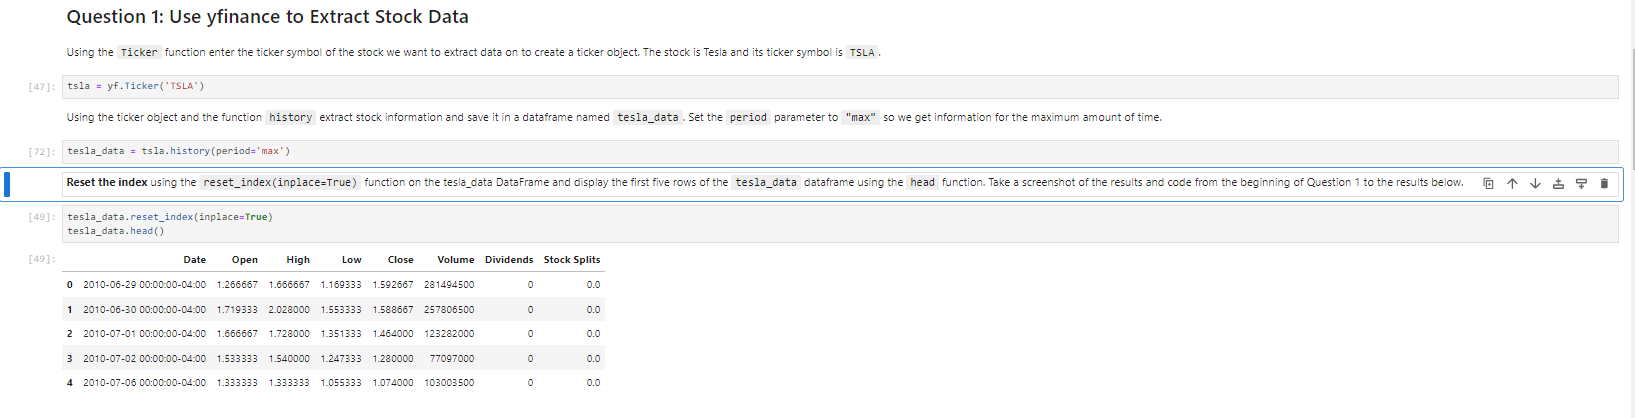 Question 1: Use yfinance to Extract Stock Data
Using the Ticker function enter the ticker symbol of the stock we want to extract data on to create a ticker object. The stock is Tesla and its ticker symbol is TSLA .
[47]: tsla = yf.Ticker('TSLA')
Using the ticker object and the function history extract stock information and save it in a dataframe named tesla_data . Set the period parameter to "max" so we get information for the maximum amount of time.
[72]: tesla_data = tsla.history(period='max')
Reset the index using the reset_index(inplace=True) function on the tesla_data DataFrame and display the first five rows of the tesla_data dataframe using the head function. Take a screenshot of the results and code from the beginning of Question 1 to the results below.
[49]: tesla_data.reset_index(inplace=True)
tesla_data.head()
[49]: Date Open High Low Close Volume Dividends Stock Splits
0 2010-06-29 00:00:00-04:00 1.266667 1.666667 1.169333 1.592667 281494500 0 0.0
1 2010-06-30 00:00:00-04:00 1.719333 2.028000 1.553333 1.588667 257806500 0 0.0
2 2010-07-01 00:00:00-04:00 1.666667 1.728000 1.351333 1.464000 123282000 0 0.0
3 2010-07-02 00:00:00-04:00 1.533333 1.540000 1.247333 1.280000 77097000 0 0.0
4 2010-07-06 00:00:00-04:00 1.333333 1.333333 1.055333 1.074000 103003500 0 0.0